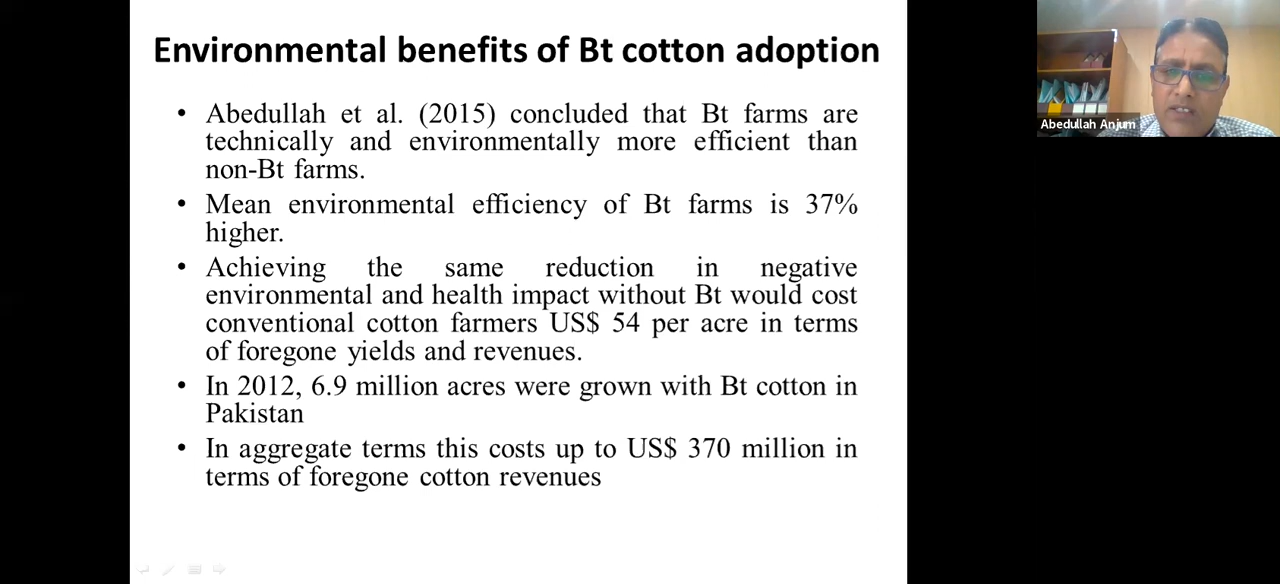 Environmental benefits of Bt cotton adoption
• Abedullah et al. (2015) concluded that Bt farms are
technically and environmentally more efficient than
non-Bt farms.
• Mean environmental efficiency of Bt farms is 37%
higher.
• Achieving the same reduction in negative
environmental and health impact without Bt would cost
conventional cotton farmers US$ 54 per acre in terms
of foregone yields and revenues.
• In 2012, 6.9 million acres were grown with Bt cotton in
Pakistan
• In aggregate terms this costs up to US$ 370 million in
terms of foregone cotton revenues
Abedullah Anjum